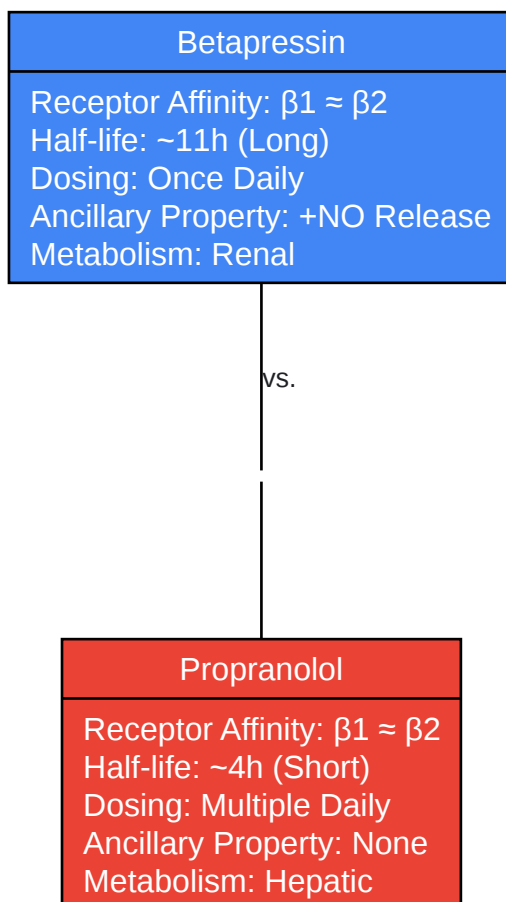 Betapressin
Receptor Affinity: β1 ≈ β2
Half-life: ~11h (Long)
Dosing: Once Daily
Ancillary Property: +NO Release
Metabolism: Renal
vs.
Propranolol
Receptor Affinity: β1 ≈ β2
Half-life: ~4h (Short)
Dosing: Multiple Daily
Ancillary Property: None
Metabolism: Hepatic